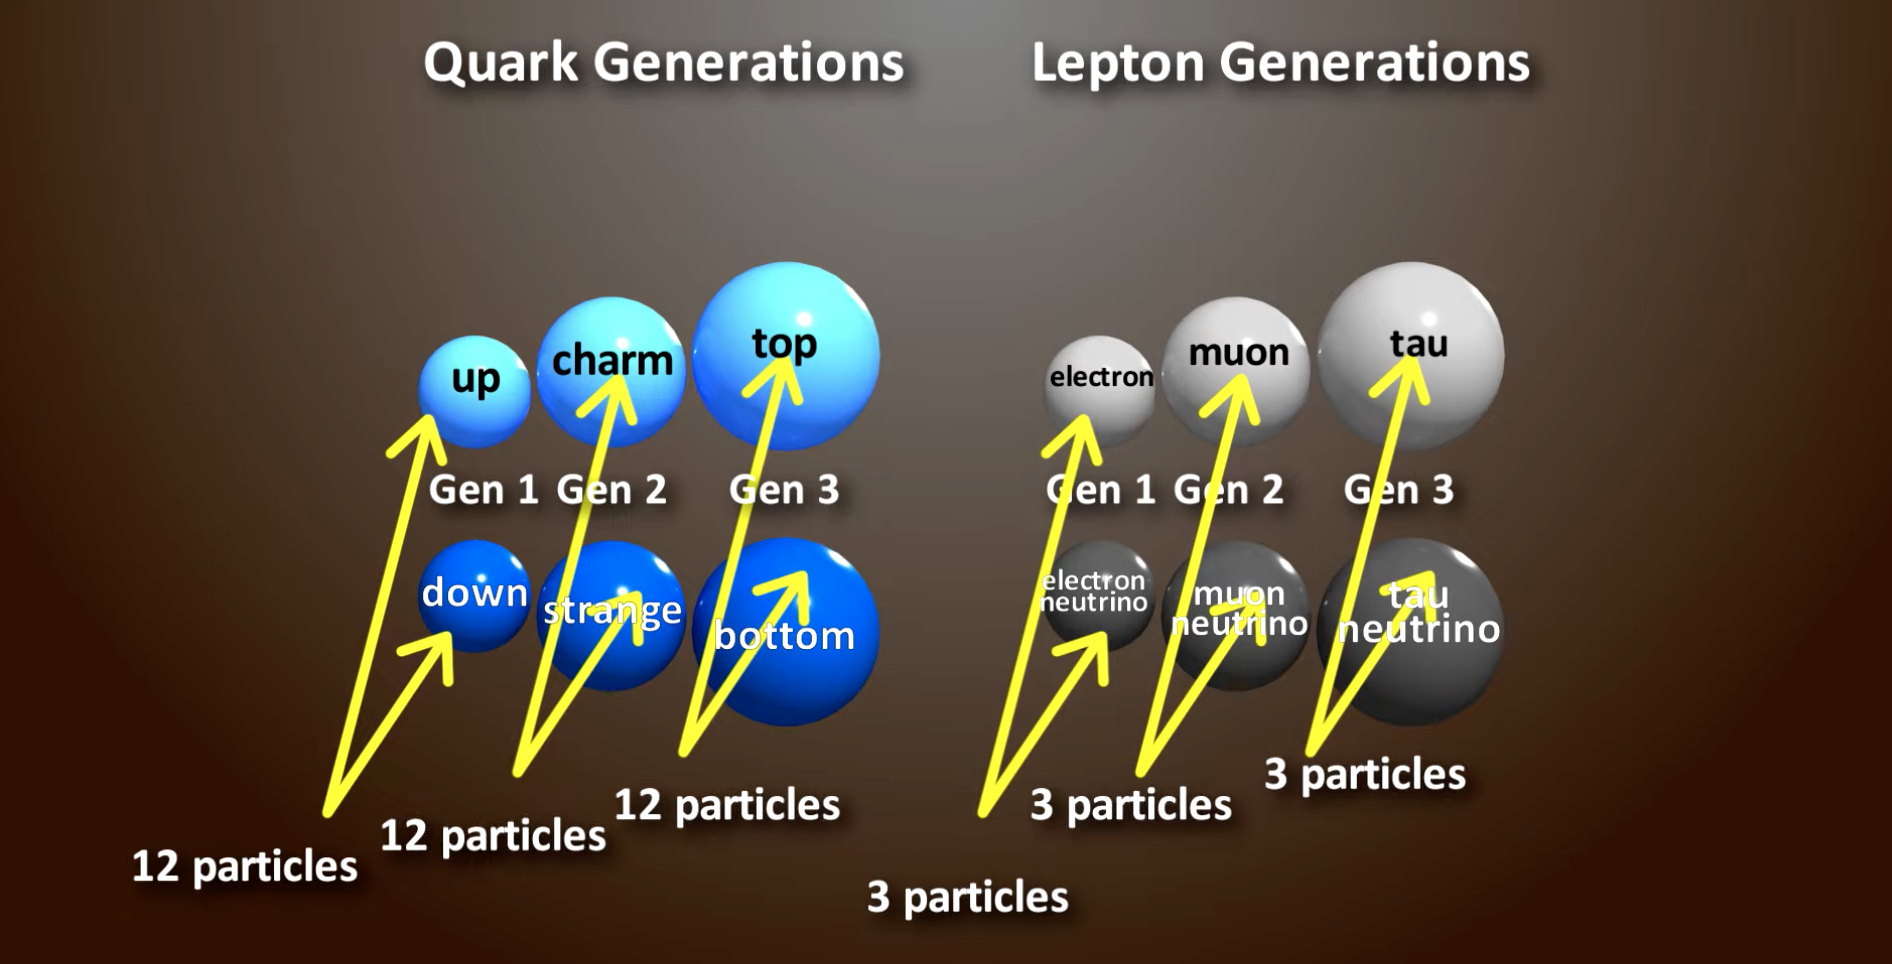 Quark Generations
Lepton Generations
up
charm
top
electron
muon
tau
Gen 1
Gen 2
Gen 3
Gen 1
Gen 2
Gen 3
down
strange
bottom
electron
neutrino
muon
neutrino
tau
neutrino
12 particles
12 particles
12 particles
3 particles
3 particles
3 particles